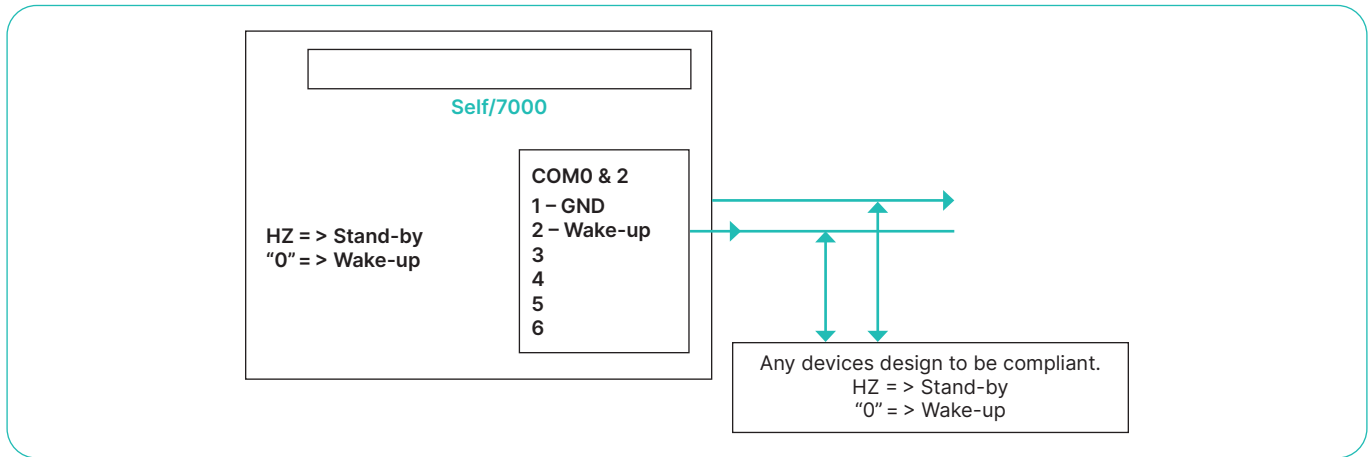 Self/7000
COM0 & 2
1 – GND
2 – Wake-up
3
4
5
6
HZ = > Stand-by
“0” = > Wake-up
Any devices design to be compliant.
HZ = > Stand-by
“0” = > Wake-up